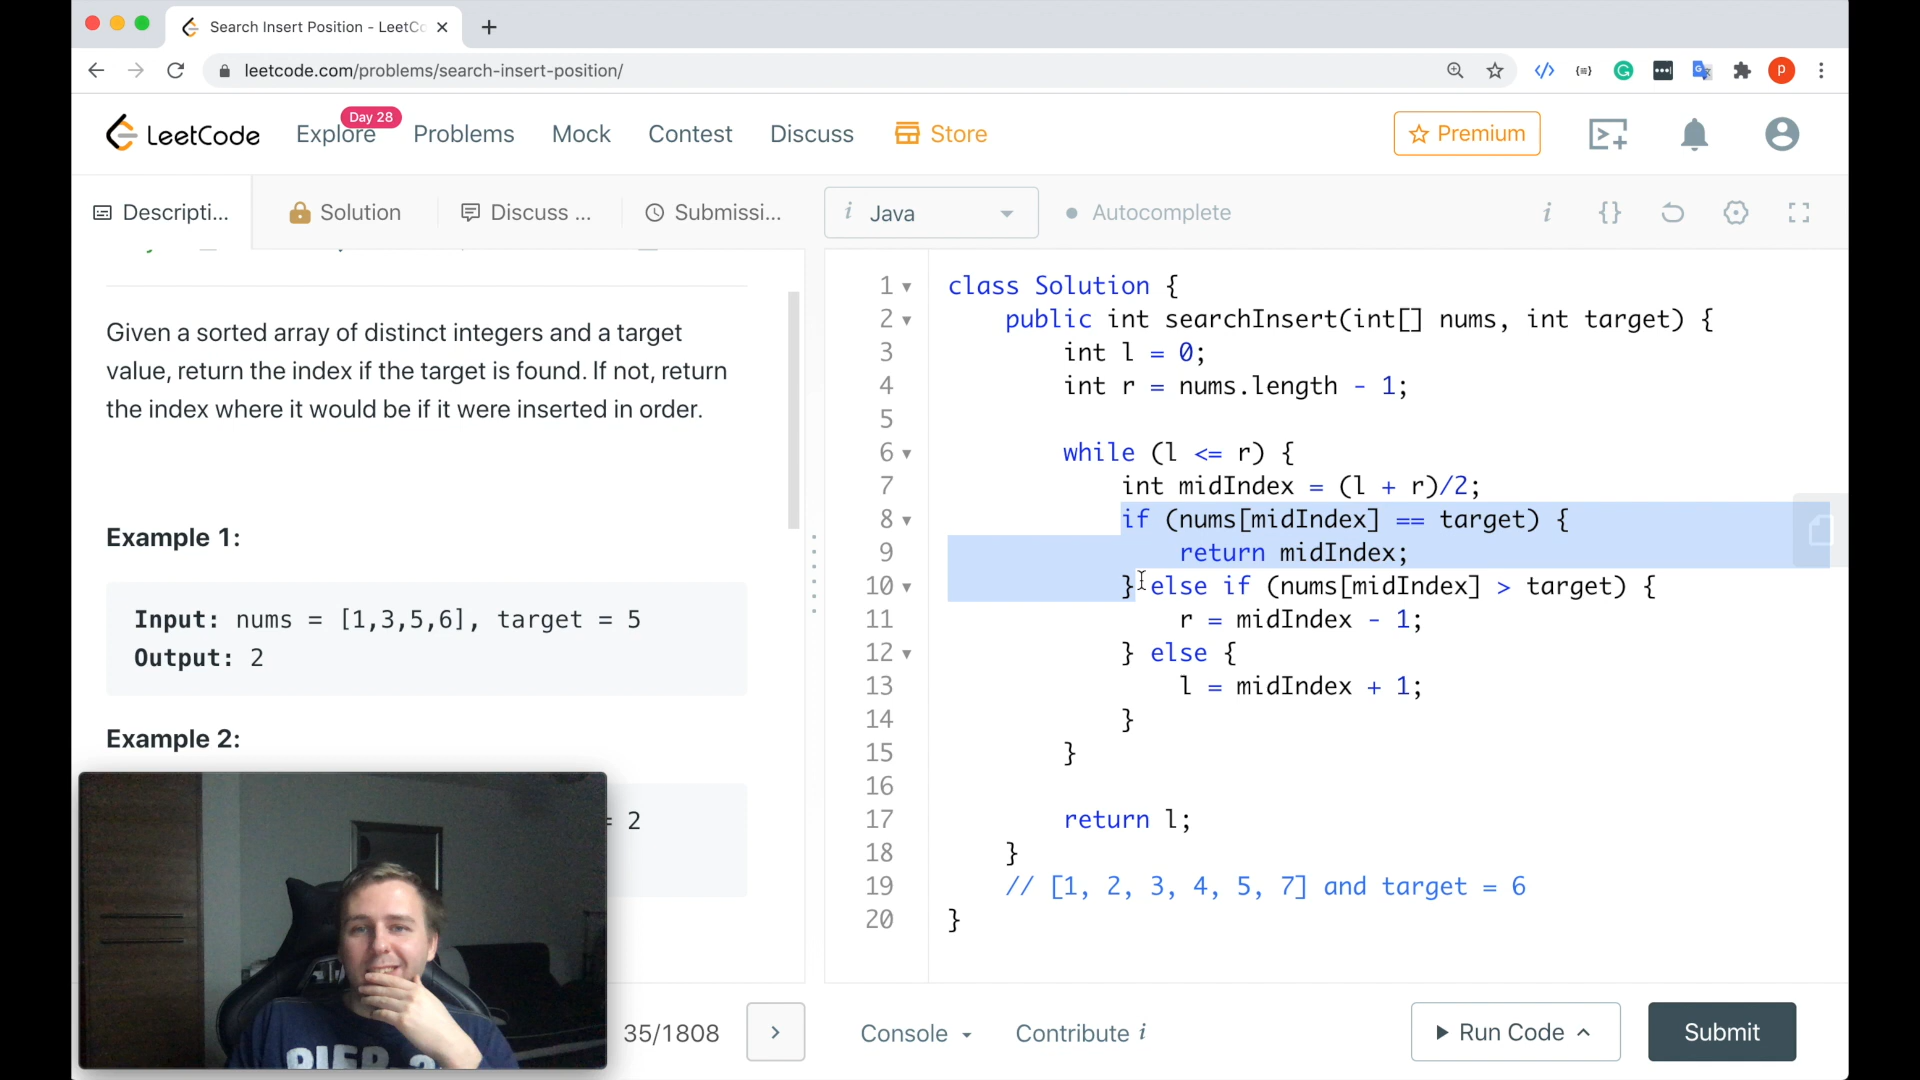 Search Insert Position - LeetC
leetcode.com/problems/search-insert-position/
P
LeetCode
Explore
Day 28
Problems
Mock
Contest
Discuss
Store
Premium
Descripti...
Solution
Discuss ...
Submissi...
i Java
Autocomplete
i
{}
Given a sorted array of distinct integers and a target
value, return the index if the target is found. If not, return
the index where it would be if it were inserted in order.
Example 1:
Input: nums = [1,3,5,6], target = 5
Output: 2
Example 2:
= 2
1 class Solution {
2 public int searchInsert(int[] nums, int target) {
3 int l = 0;
4 int r = nums.length - 1;
5
6 while (l <= r) {
7 int midIndex = (l + r)/2;
8 if (nums[midIndex] == target) {
9 return midIndex;
10 } else if (nums[midIndex] > target) {
11 r = midIndex - 1;
12 } else {
13 l = midIndex + 1;
14 }
15 }
16
17 return l;
18 }
19 // [1, 2, 3, 4, 5, 7] and target = 6
20 }
35/1808
Console
Contribute i
Run Code
Submit